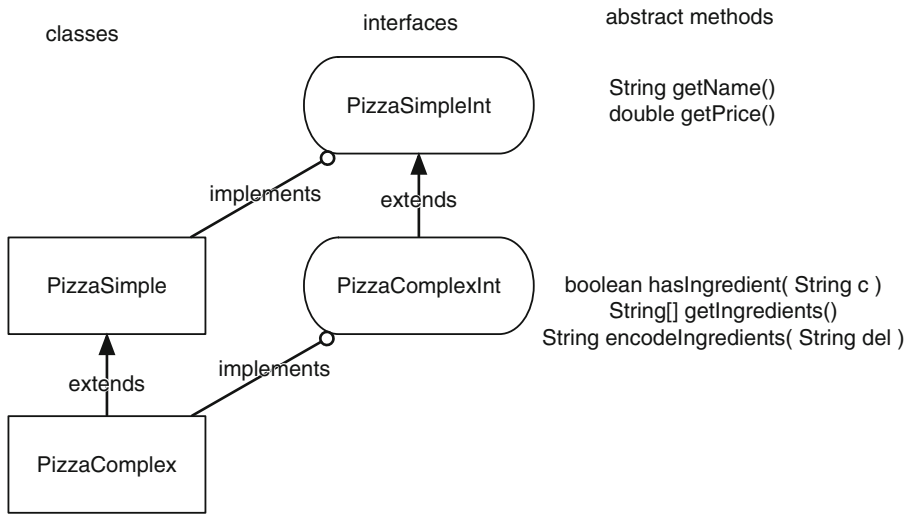 classes
interfaces
abstract methods
PizzaSimpleInt
String getName()
double getPrice()
implements
extends
PizzaSimple
PizzaComplexInt
boolean hasIngredient( String c )
String[] getIngredients()
String encodeIngredients( String del )
implements
extends
PizzaComplex